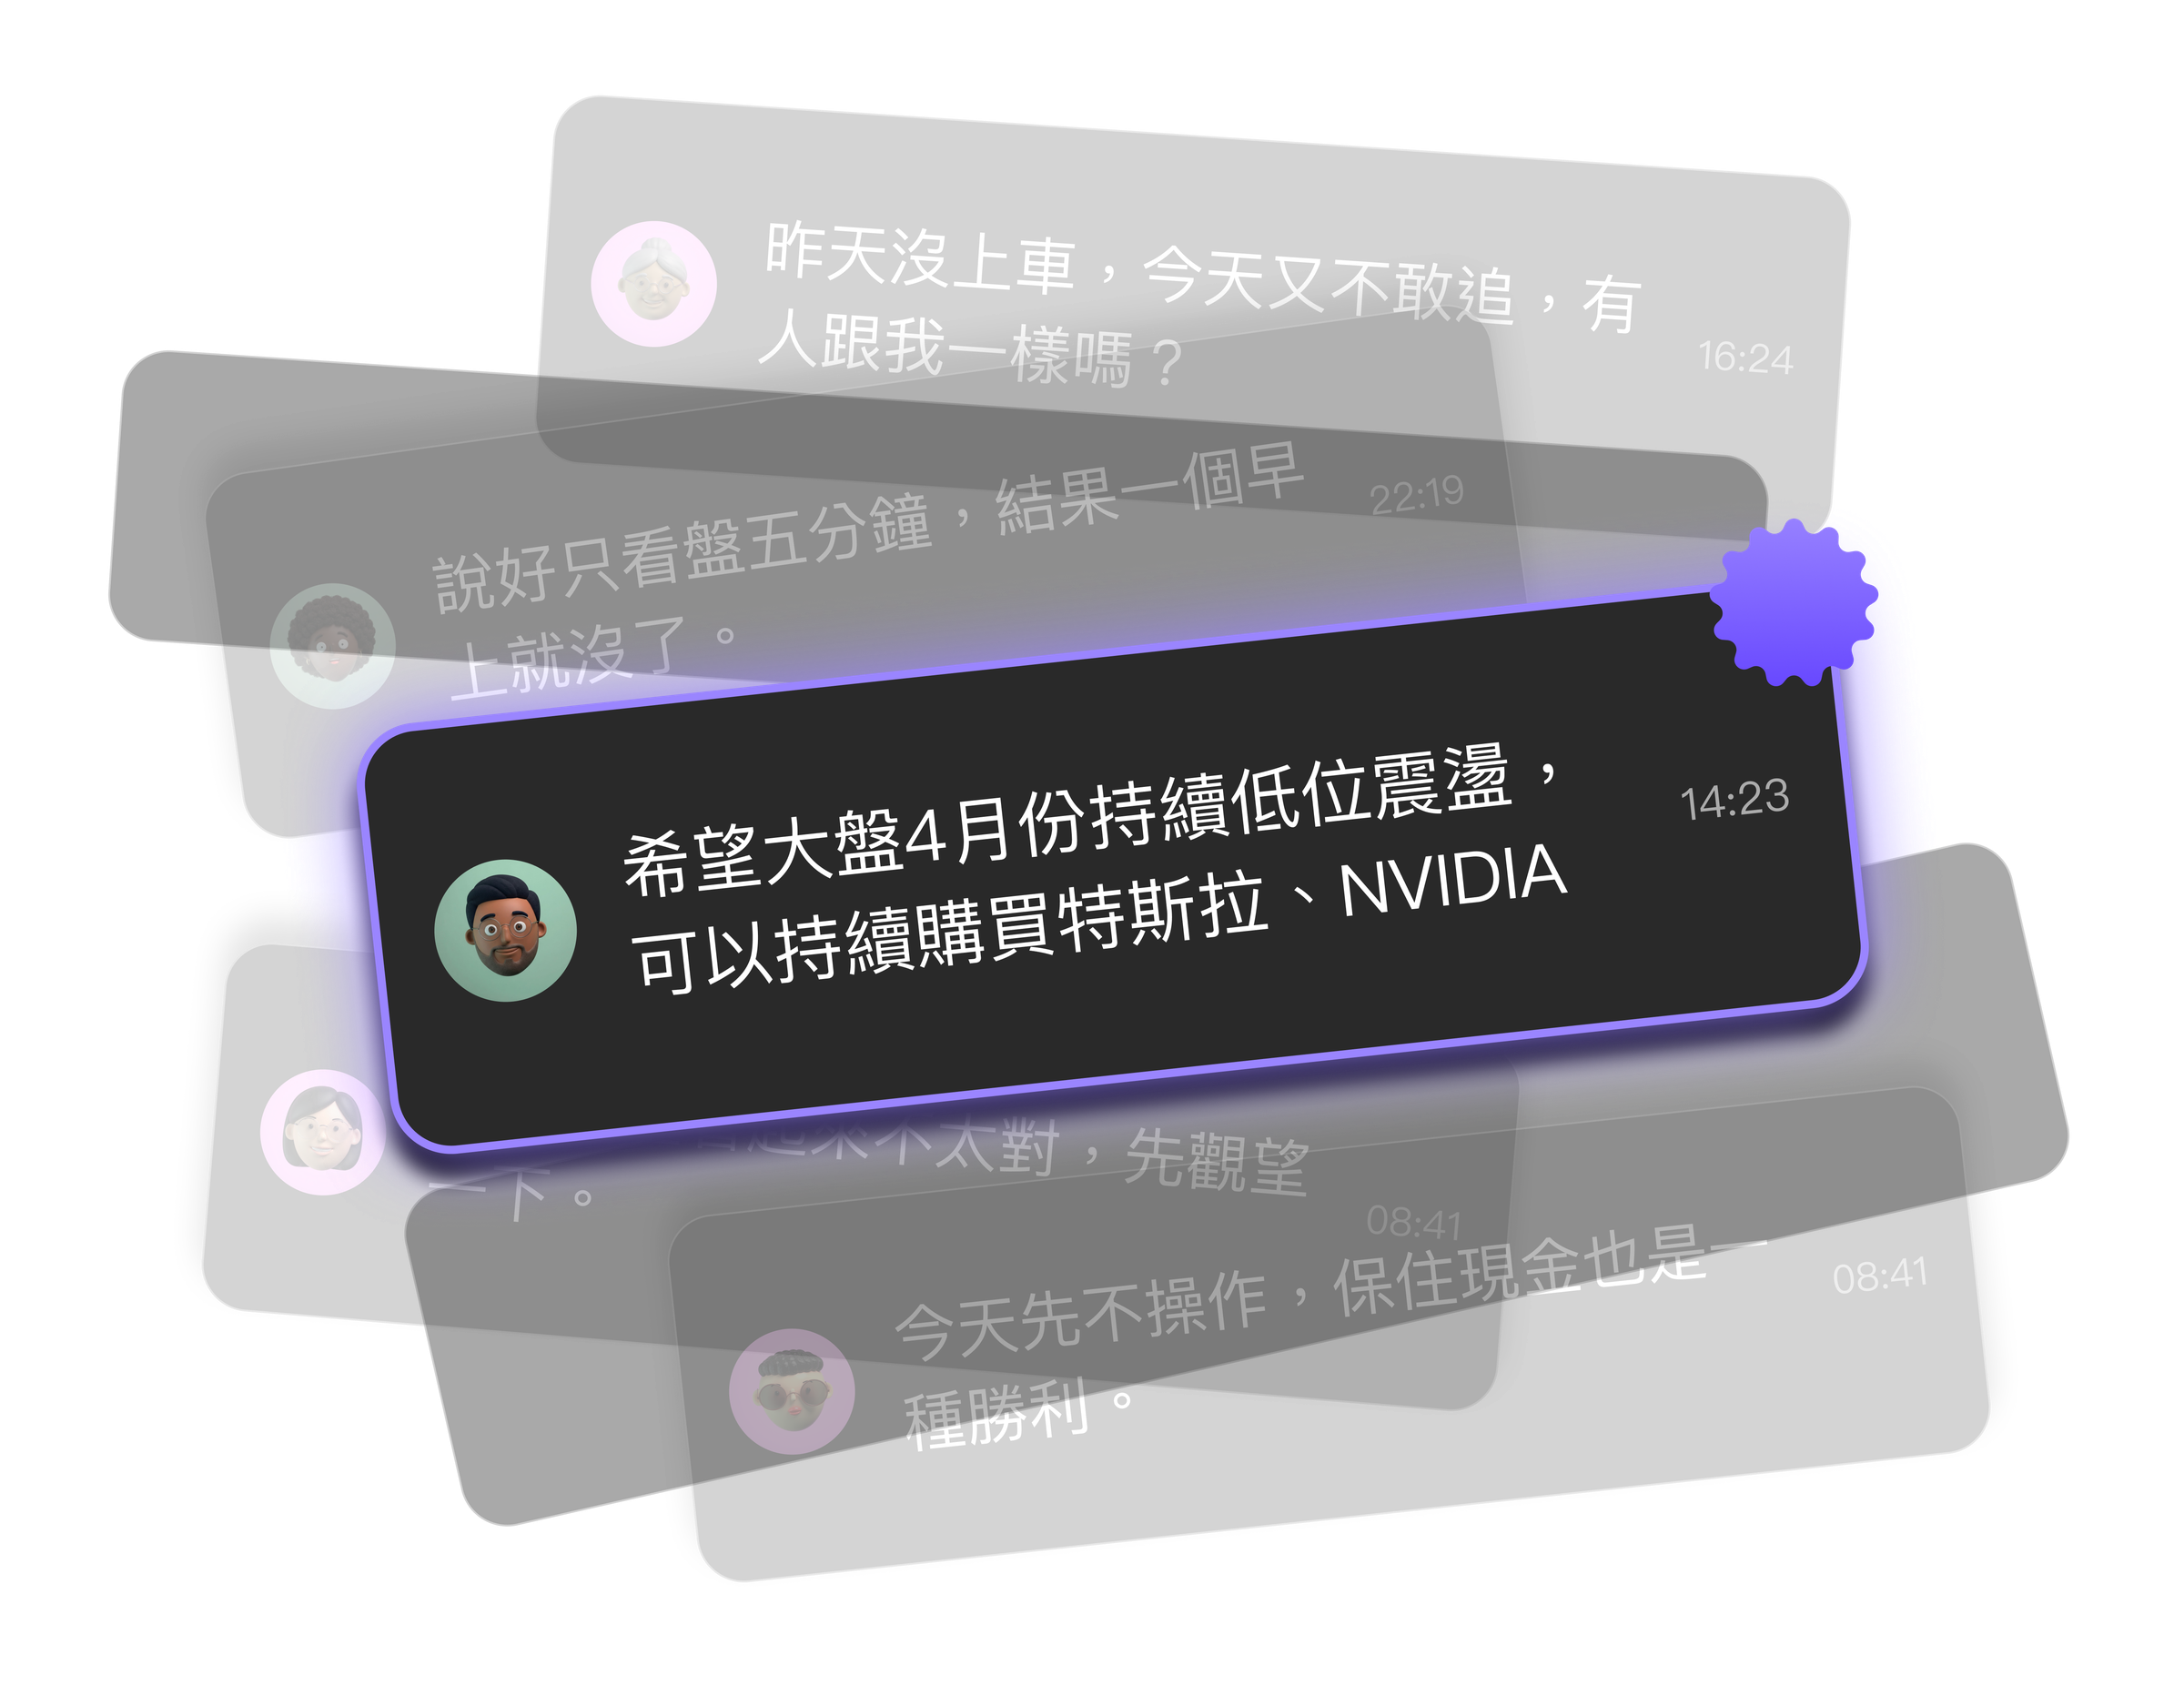 昨天沒上車，今天又不敢追，有
人跟我一樣嗎？
16:24
說好只看盤五分鐘，結果一個早
上就沒了。
22:19
希望大盤4月份持續低位震盪，
可以持續購買特斯拉、NVIDIA
14:23
起來不太對，先觀望
一下。
08:41
今天先不操作，保住現金也是一
種勝利。
08:41